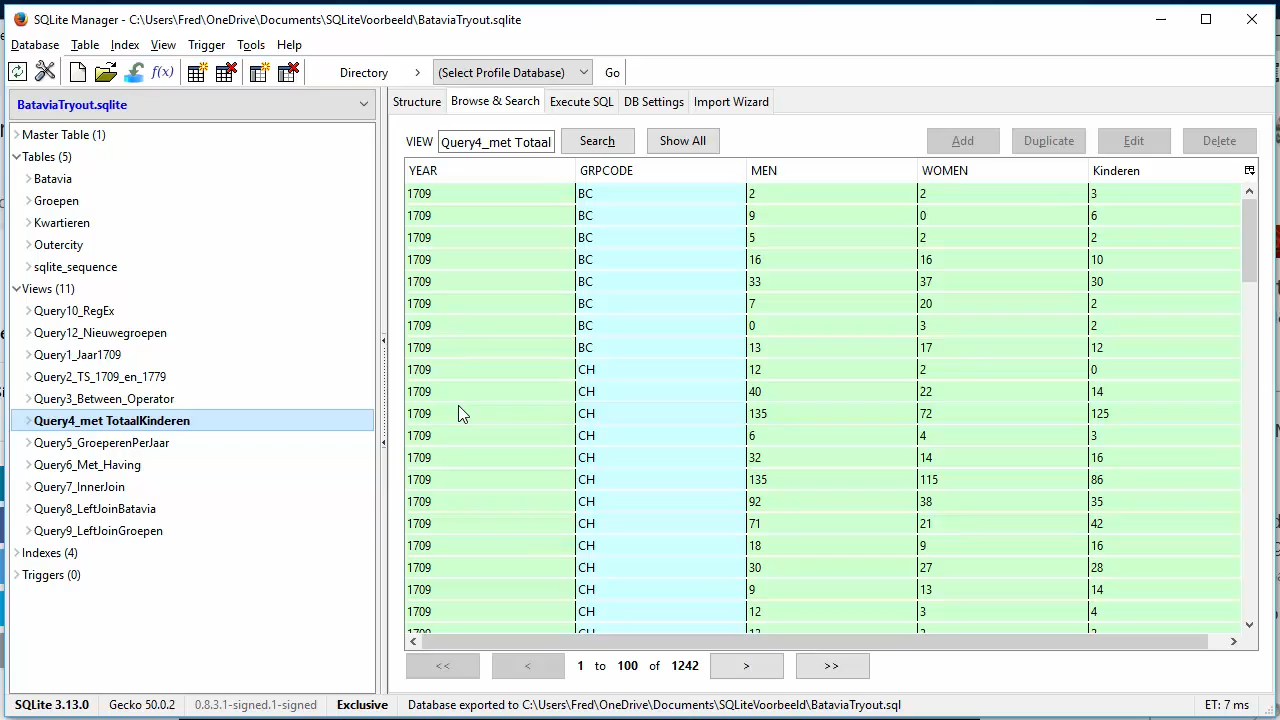 SQLite Manager - C:\Users\Fred\OneDrive\Documents\SQLiteVoorbeeld\BataviaTryout.sqlite
Database Table Index View Trigger Tools Help
f(x) Directory > (Select Profile Database) Go
BataviaTryout.sqlite
Master Table (1)
Tables (5)
Batavia
Groepen
Kwartieren
Outercity
sqlite_sequence
Views (11)
Query10_RegEx
Query12_Nieuwegroepen
Query1_Jaar1709
Query2_TS_1709_en_1779
Query3_Between_Operator
Query4_met TotaalKinderen
Query5_GroeperenPerJaar
Query6_Met_Having
Query7_InnerJoin
Query8_LeftJoinBatavia
Query9_LeftJoinGroepen
Indexes (4)
Triggers (0)
Structure Browse & Search Execute SQL DB Settings Import Wizard
VIEW Query4_met Totaal Search Show All Add Duplicate Edit Delete
YEAR GRPCODE MEN WOMEN Kinderen
1709 BC 2 2 3
1709 BC 9 0 6
1709 BC 5 2 2
1709 BC 16 16 10
1709 BC 33 37 30
1709 BC 7 20 2
1709 BC 0 3 2
1709 BC 13 17 12
1709 CH 12 2 0
1709 CH 40 22 14
1709 CH 135 72 125
1709 CH 6 4 3
1709 CH 32 14 16
1709 CH 135 115 86
1709 CH 92 38 35
1709 CH 71 21 42
1709 CH 18 9 16
1709 CH 30 27 28
1709 CH 9 13 14
1709 CH 12 3 4
<< < 1 to 100 of 1242 > >>
SQLite 3.13.0 Gecko 50.0.2 0.8.3.1-signed.1-signed Exclusive Database exported to C:\Users\Fred\OneDrive\Documents\SQLiteVoorbeeld\BataviaTryout.sql ET: 7 ms